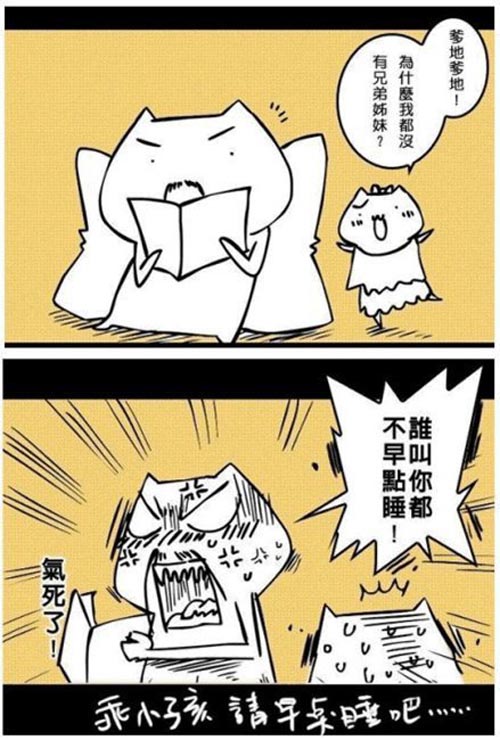 爹地爹地！
為什麼我都沒
有兄弟姊妹？
誰叫你都
不早點睡！
氣死了！
乖小孩請早點睡吧……